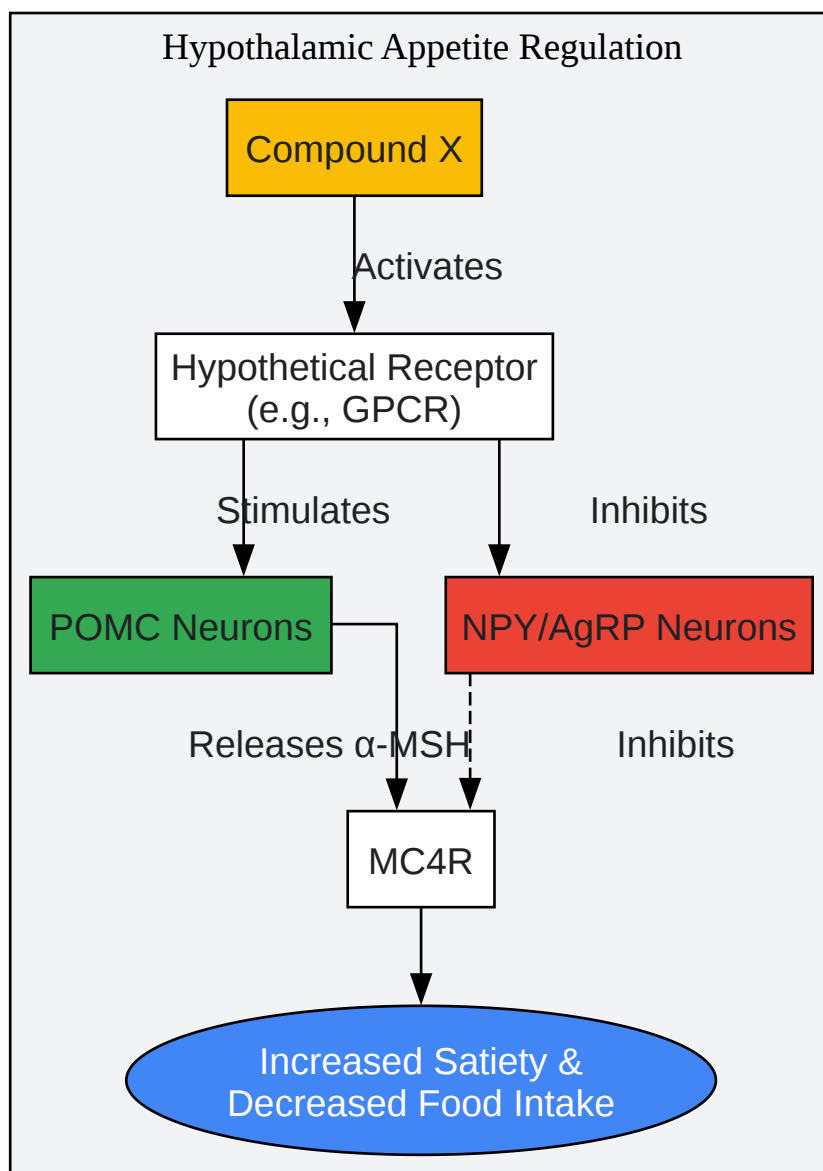 Hypothalamic Appetite Regulation
Compound X
Activates
Hypothetical Receptor
(e.g., GPCR)
Stimulates
Inhibits
POMC Neurons
NPY/AgRP Neurons
Releases α-MSH
Inhibits
MC4R
Increased Satiety &
Decreased Food Intake